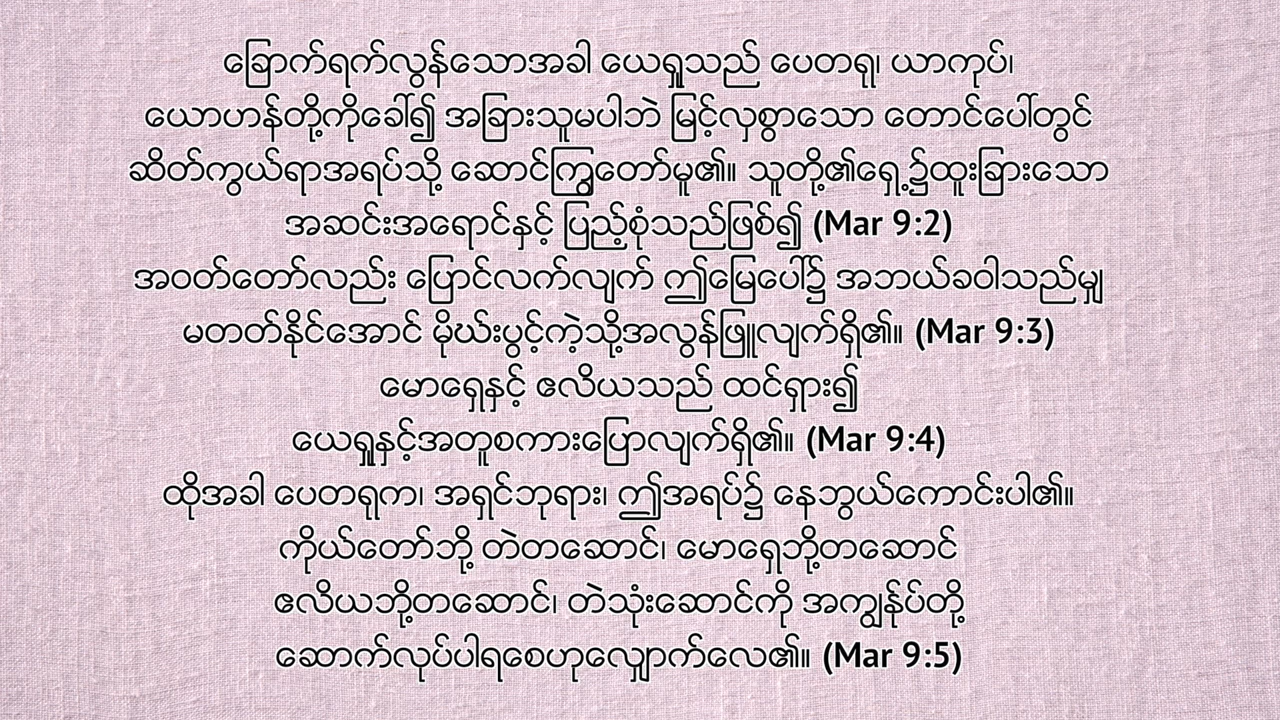 ခြောက်ရက်လွန်သောအခါ ယေရှုသည် ပေတရု၊ ယာကုပ်၊
ယောဟန်တို့ကိုခေါ်၍ အခြားသူမပါဘဲ မြင့်လှစွာသော တောင်ပေါ်တွင်
ဆိတ်ကွယ်ရာအရပ်သို့ ဆောင်ကြွတော်မူ၏။ သူတို့၏ရှေ့၌ထူးခြားသော
အဆင်းအရောင်နှင့် ပြည့်စုံသည်ဖြစ်၍ (Mar 9:2)
အဝတ်တော်လည်း ပြောင်လက်လျက် ဤမြေပေါ်၌ အဘယ်ခဝါသည်မျှ
မတတ်နိုင်အောင် မိုဃ်းပွင့်ကဲ့သို့အလွန်ဖြူလျက်ရှိ၏။ (Mar 9:3)
မောရှေနှင့် ဧလိယသည် ထင်ရှား၍
ယေရှုနှင့်အတူစကားပြောလျက်ရှိ၏။ (Mar 9:4)
ထိုအခါ ပေတရုက၊ အရှင်ဘုရား၊ ဤအရပ်၌ နေဘွယ်ကောင်းပါ၏။
ကိုယ်တော်ဘို့ တဲတဆောင်၊ မောရှေဘို့တဆောင်
ဧလိယဘို့တဆောင်၊ တဲသုံးဆောင်ကို အကျွန်ုပ်တို့
ဆောက်လုပ်ပါရစေဟုလျှောက်လေ၏။ (Mar 9:5)